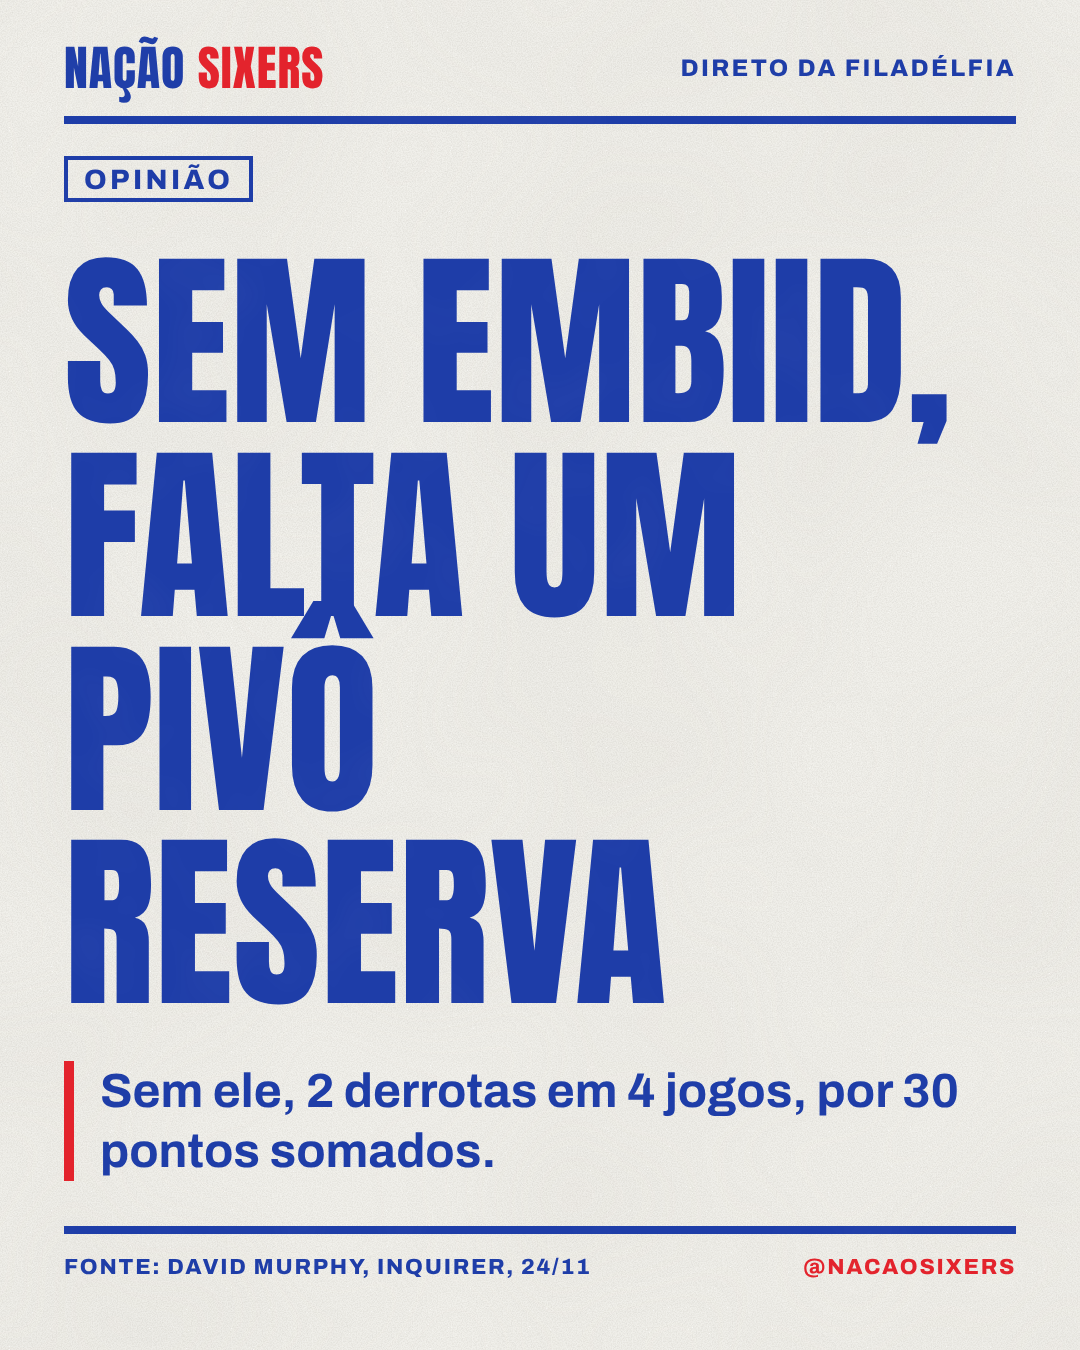 NAÇÃO SIXERS
DIRETO DA FILADÉLFIA
OPINIÃO
SEM EMBIID,
FALTA UM
PIVÔ
RESERVA
Sem ele, 2 derrotas em 4 jogos, por 30
pontos somados.
FONTE: DAVID MURPHY, INQUIRER, 24/11
@NACAOSIXERS